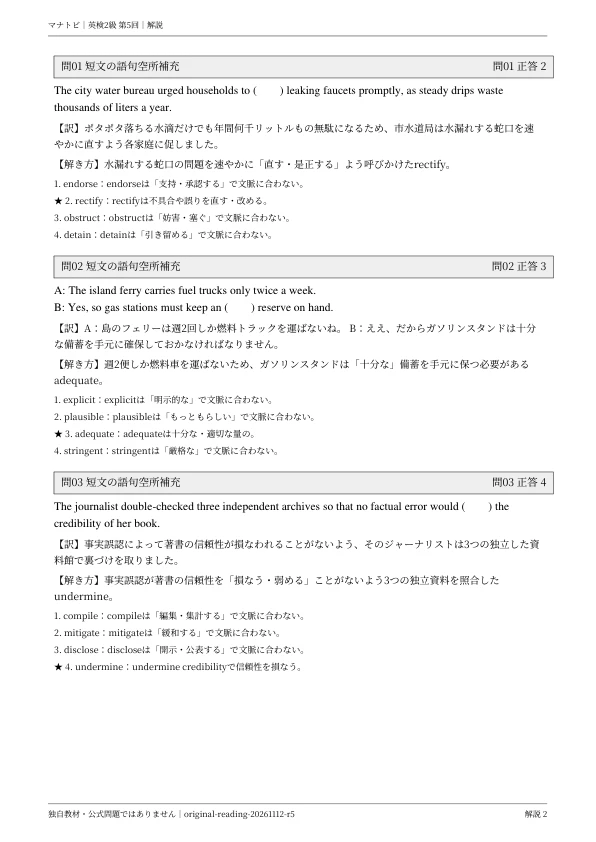 マナトビ｜英検2級 第5回｜解説
問01 短文の語句空所補充 問01 正答 2
The city water bureau urged households to (　　) leaking faucets promptly, as steady drips waste
thousands of liters a year.
【訳】ポタポタ落ちる水滴だけでも年間何千リットルもの無駄になるため、市水道局は水漏れする蛇口を速
やかに直すよう各家庭に促しました。
【解き方】水漏れする蛇口の問題を速やかに「直す・是正する」よう呼びかけたrectify。
1. endorse：endorseは「支持・承認する」で文脈に合わない。
★ 2. rectify：rectifyは不具合や誤りを直す・改める。
3. obstruct：obstructは「妨害・塞ぐ」で文脈に合わない。
4. detain：detainは「引き留める」で文脈に合わない。
問02 短文の語句空所補充 問02 正答 3
A: The island ferry carries fuel trucks only twice a week.
B: Yes, so gas stations must keep an (　　) reserve on hand.
【訳】A：島のフェリーは週2回しか燃料トラックを運ばないね。 B：ええ、だからガソリンスタンドは十分
な備蓄を手元に確保しておかなければなりません。
【解き方】週2便しか燃料車を運ばないため、ガソリンスタンドは「十分な」備蓄を手元に保つ必要がある
adequate。
1. explicit：explicitは「明示的な」で文脈に合わない。
2. plausible：plausibleは「もっともらしい」で文脈に合わない。
★ 3. adequate：adequateは十分な・適切な量の。
4. stringent：stringentは「厳格な」で文脈に合わない。
問03 短文の語句空所補充 問03 正答 4
The journalist double-checked three independent archives so that no factual error would (　　) the
credibility of her book.
【訳】事実誤認によって著書の信頼性が損なわれることがないよう、そのジャーナリストは3つの独立した資
料館で裏づけを取りました。
【解き方】事実誤認が著書の信頼性を「損なう・弱める」ことがないよう3つの独立資料を照合した
undermine。
1. compile：compileは「編集・集計する」で文脈に合わない。
2. mitigate：mitigateは「緩和する」で文脈に合わない。
3. disclose：discloseは「開示・公表する」で文脈に合わない。
★ 4. undermine：undermine credibilityで信頼性を損なう。
独自教材・公式問題ではありません｜original-reading-20261112-r5 解説 2